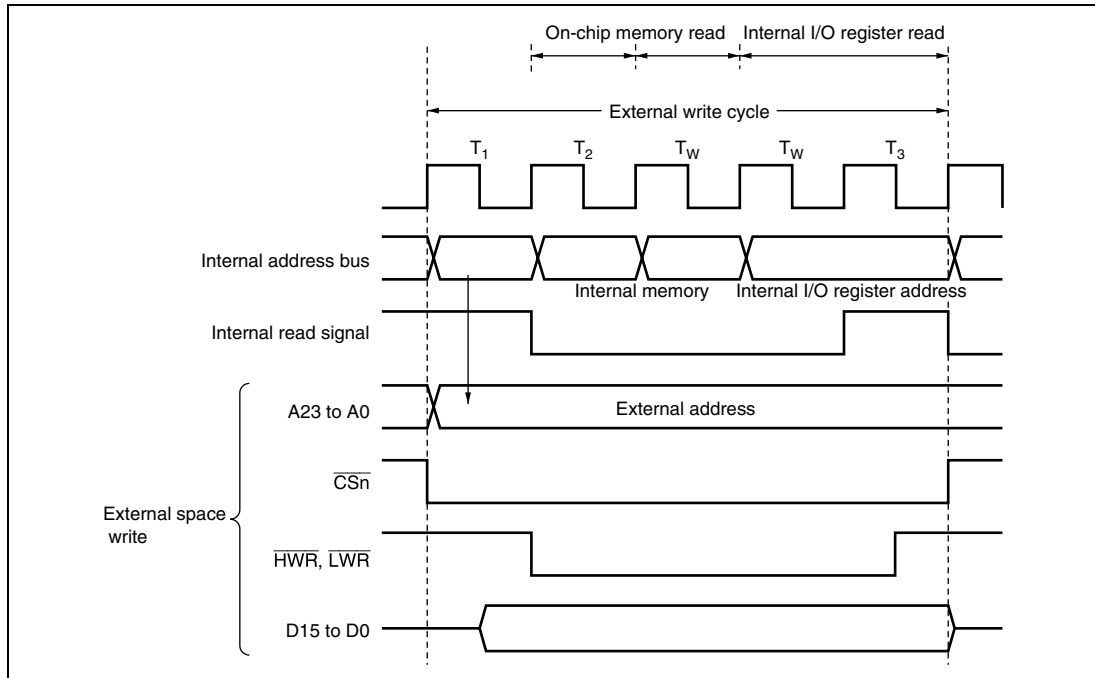 On-chip memory read Internal I/O register read
External write cycle
T1 T2 TW TW T3
Internal address bus
Internal memory Internal I/O register address
Internal read signal
A23 to A0 External address
CSn
External space
write
HWR, LWR
D15 to D0